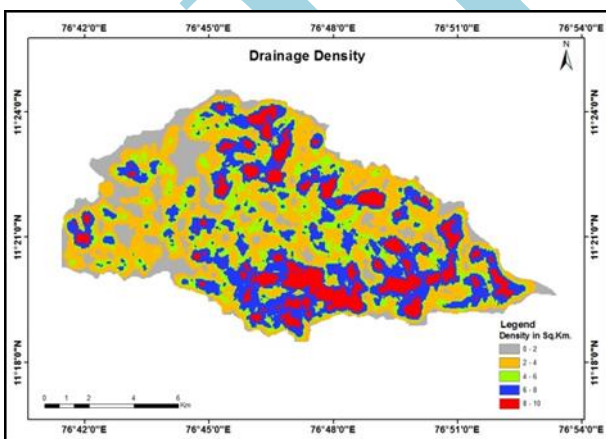 76°42'0"E 76°45'0"E 76°48'0"E 76°51'0"E 76°54'0"E
Drainage Density
N
11°24'0"N 11°24'0"N
11°21'0"N 11°21'0"N
11°18'0"N 11°18'0"N
Legend
Density in Sq.Km.
0 - 2
2 - 4
4 - 6
6 - 8
8 - 10
0 1 2 4 6
Km
76°42'0"E 76°45'0"E 76°48'0"E 76°51'0"E 76°54'0"E